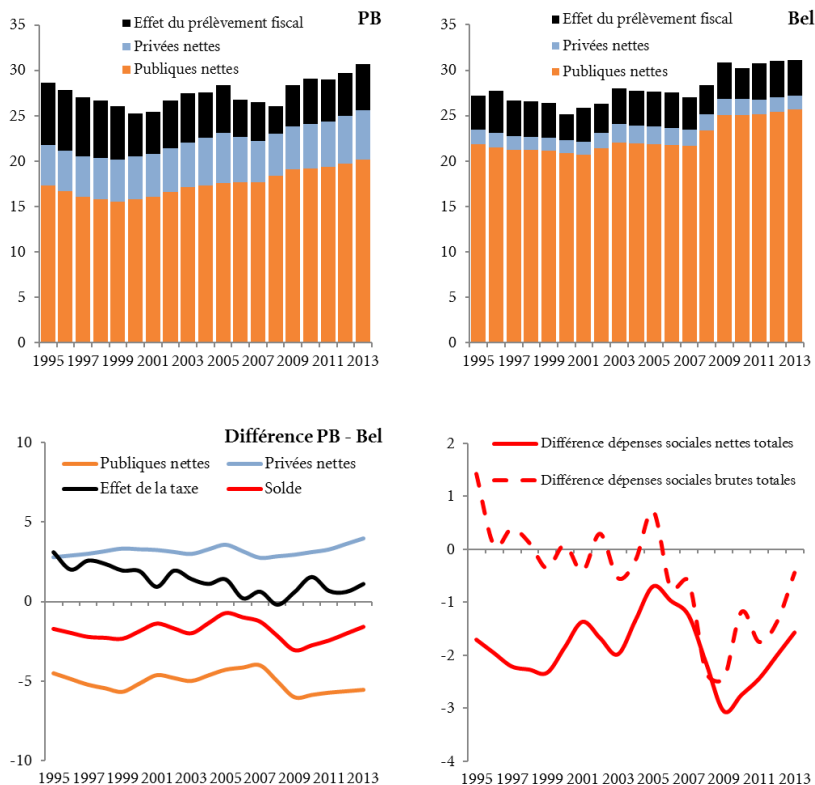 PB
Effet du prélèvement fiscal
Privées nettes
Publiques nettes
35
30
25
20
15
10
5
0
1995 1997 1999 2001 2003 2005 2007 2009 2011 2013
Bel
Effet du prélèvement fiscal
Privées nettes
Publiques nettes
35
30
25
20
15
10
5
0
1995 1997 1999 2001 2003 2005 2007 2009 2011 2013
Différence PB - Bel
Publiques nettes
Privées nettes
Effet de la taxe
Solde
10
5
0
-5
-10
1995 1997 1999 2001 2003 2005 2007 2009 2011 2013
Différence dépenses sociales nettes totales
Différence dépenses sociales brutes totales
2
1
0
-1
-2
-3
-4
1995 1997 1999 2001 2003 2005 2007 2009 2011 2013